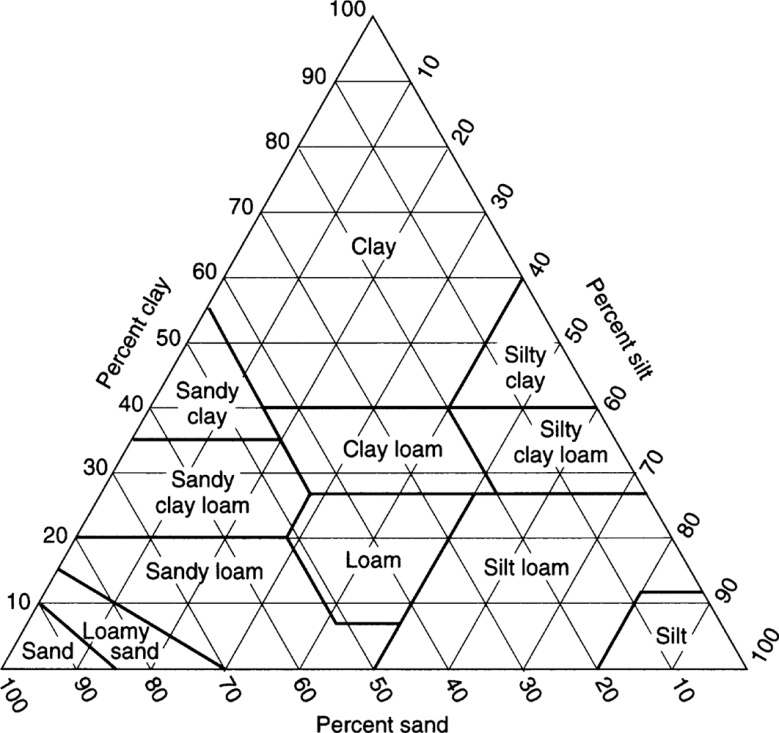 100
90
10
80
20
70
30
Clay
60
40
Percent clay
Percent silt
50
50
Silty
clay
Sandy
clay
40
60
Clay loam
Silty
clay loam
30
70
Sandy
clay loam
20
80
Loam
Sandy loam
Silt loam
10
90
Loamy
sand
Sand
Silt
100
100
90
80
70
60
50
40
30
20
10
Percent sand